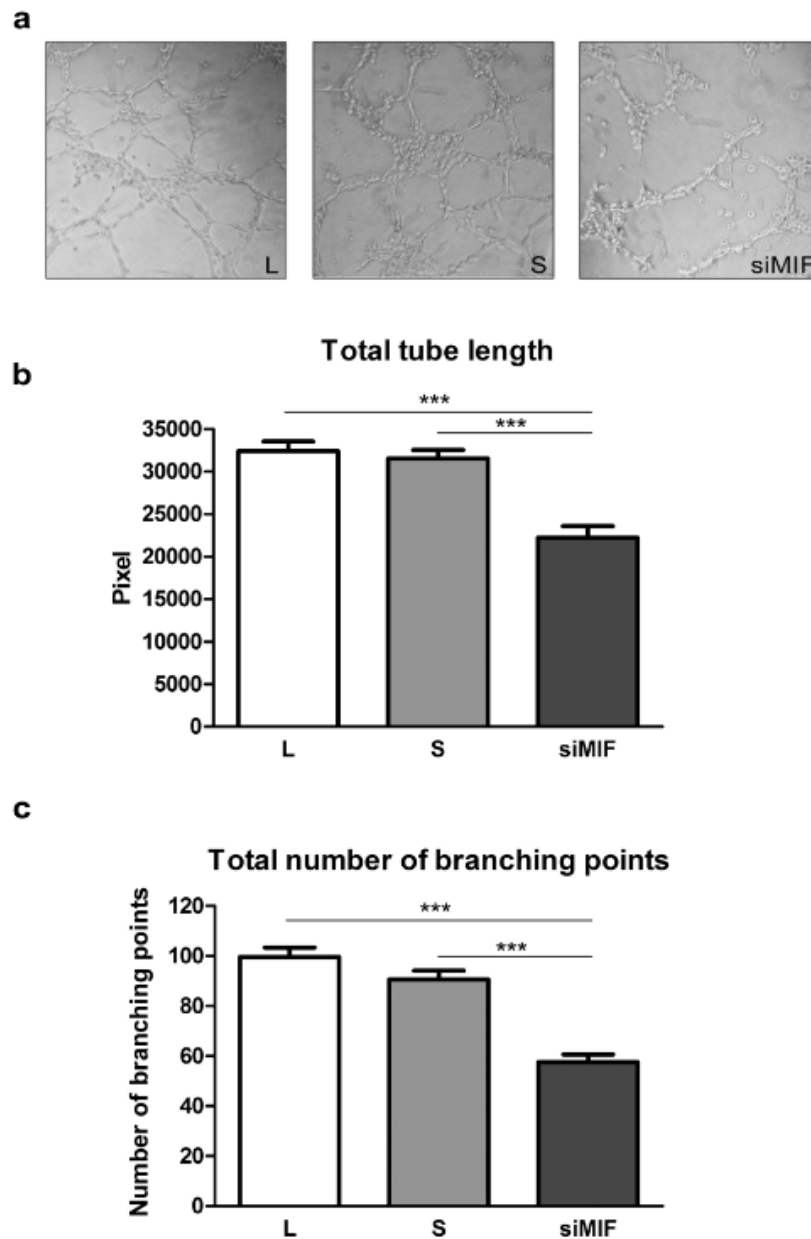 a
L
S
siMIF
b
Total tube length
***
***
35000
30000
25000
20000
15000
10000
5000
0
Pixel
L
S
siMIF
c
Total number of branching points
***
***
120
100
80
60
40
20
0
Number of branching points
L
S
siMIF